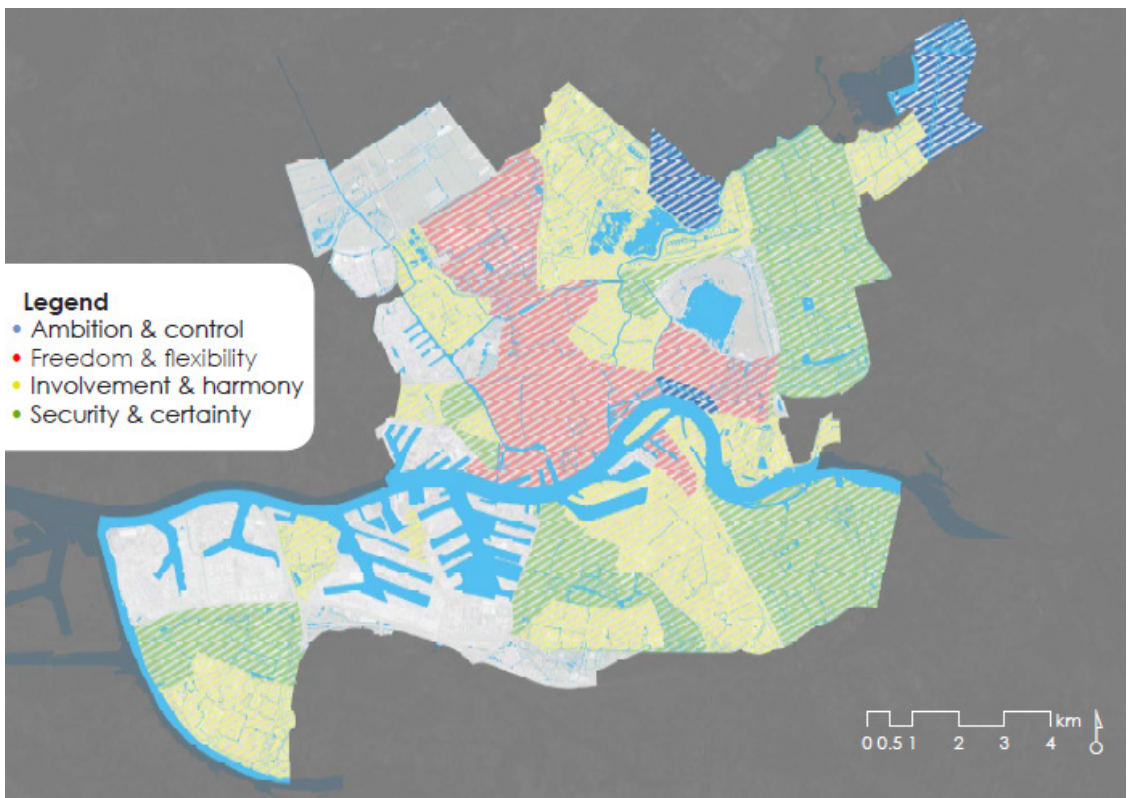 Legend
Ambition & control
Freedom & flexibility
Involvement & harmony
Security & certainty
km
0 0.5 1 2 3 4